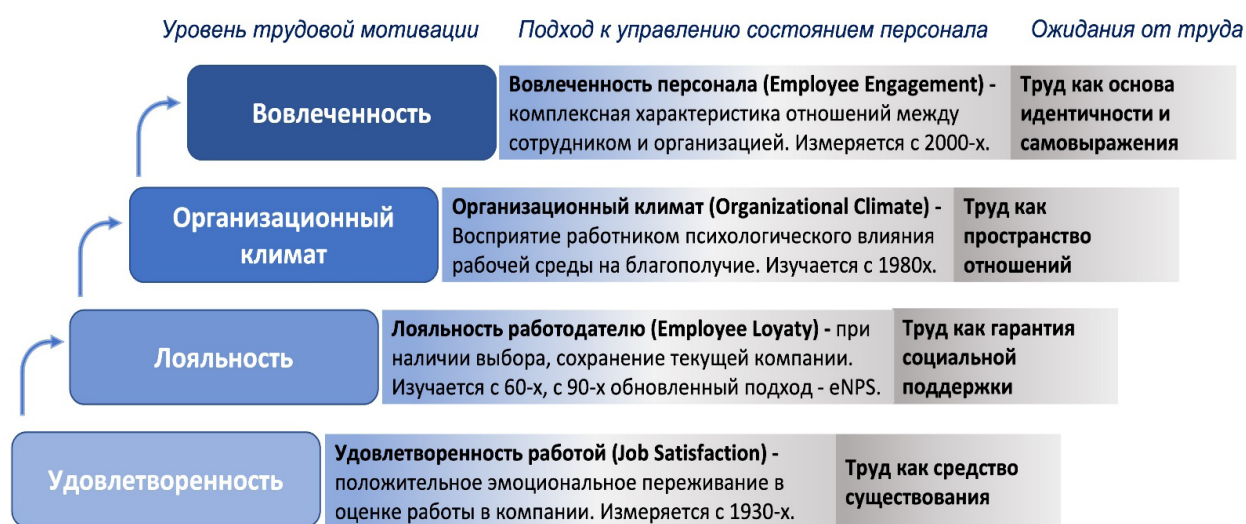 Уровень трудовой мотивации
Подход к управлению состоянием персонала
Ожидания от труда
Вовлеченность
Вовлеченность персонала (Employee Engagement) -
комплексная характеристика отношений между
сотрудником и организацией. Измеряется с 2000-х.
Труд как основа
идентичности и
самовыражения
Организационный
климат
Организационный климат (Organizational Climate) -
Восприятие работником психологического влияния
рабочей среды на благополучие. Изучается с 1980х.
Труд как
пространство
отношений
Лояльность
Лояльность работодателю (Employee Loyaty) - при
наличии выбора, сохранение текущей компании.
Изучается с 60-х, с 90-х обновленный подход - eNPS.
Труд как гарантия
социальной
поддержки
Удовлетворенность
Удовлетворенность работой (Job Satisfaction) -
положительное эмоциональное переживание в
оценке работы в компании. Измеряется с 1930-х.
Труд как средство
существования